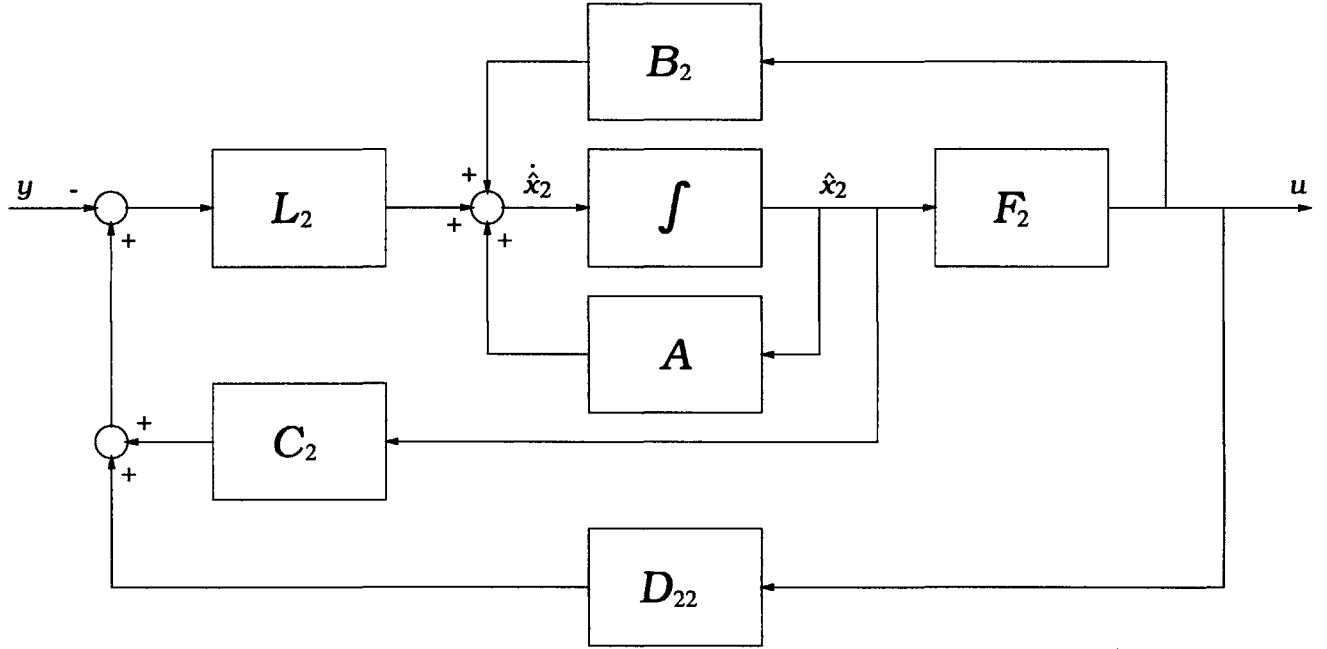 B₂
+
y - L₂ + + ẋ̂₂ ∫ x̂₂ F₂ u
+
A
+ C₂
+
D₂₂